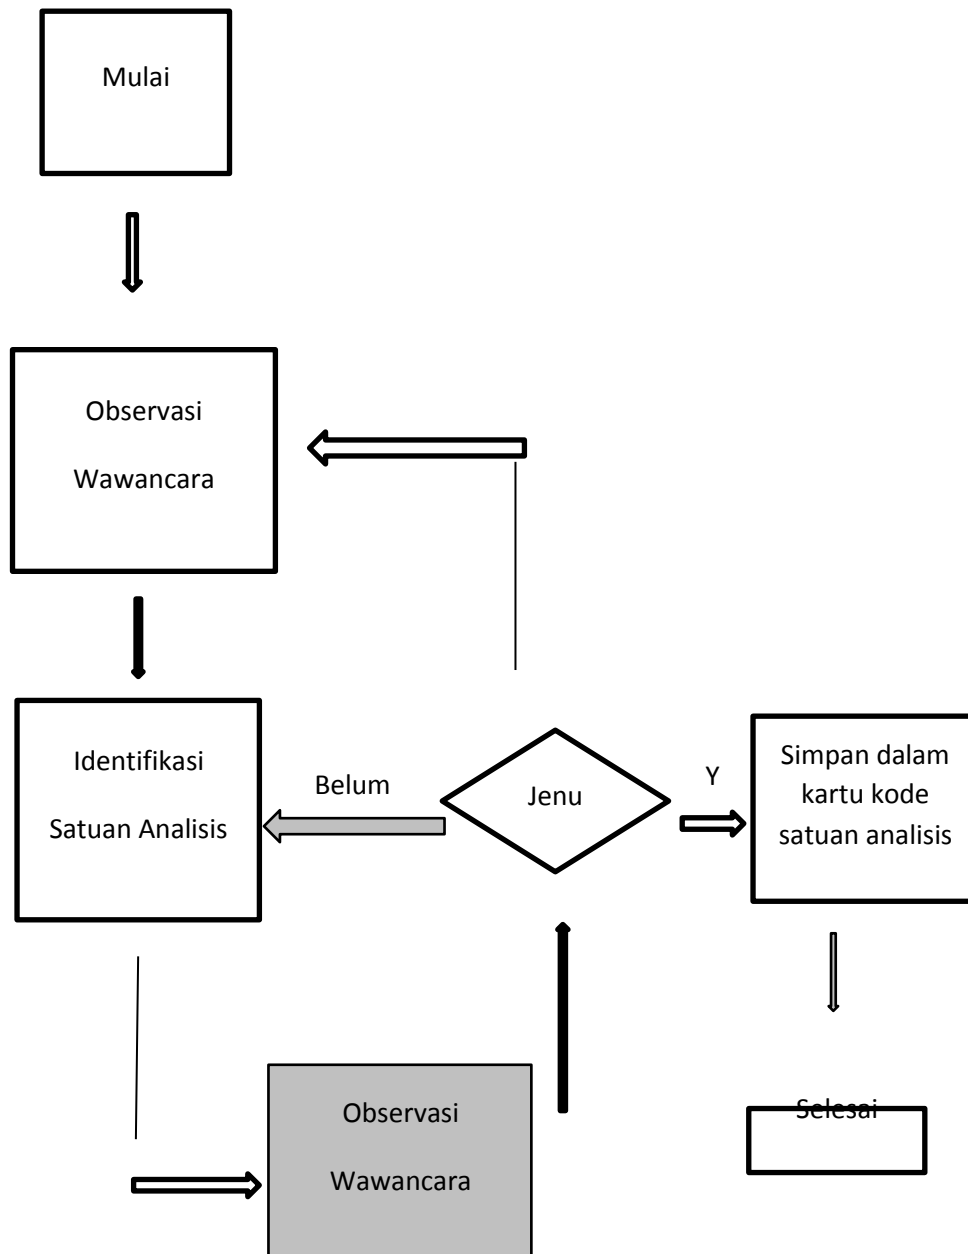 Mulai
Observasi
Wawancara
Identifikasi
Satuan Analisis
Belum
Jenu
Y
Simpan dalam
kartu kode
satuan analisis
Observasi
Wawancara
Selesai